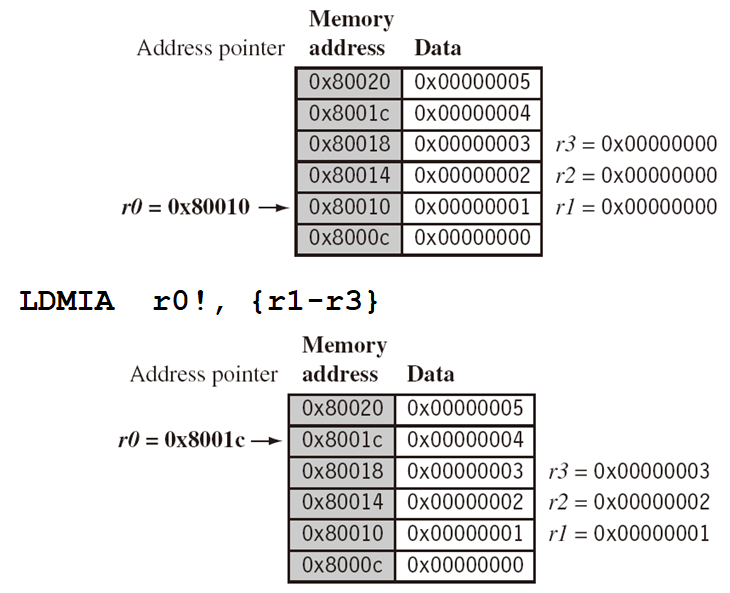 Memory
Address pointer address Data
0x80020 0x00000005
0x8001c 0x00000004
0x80018 0x00000003 r3 = 0x00000000
0x80014 0x00000002 r2 = 0x00000000
r0 = 0x80010 → 0x80010 0x00000001 r1 = 0x00000000
0x8000c 0x00000000
LDMIA r0!, {r1-r3}
Memory
Address pointer address Data
0x80020 0x00000005
r0 = 0x8001c → 0x8001c 0x00000004
0x80018 0x00000003 r3 = 0x00000003
0x80014 0x00000002 r2 = 0x00000002
0x80010 0x00000001 r1 = 0x00000001
0x8000c 0x00000000